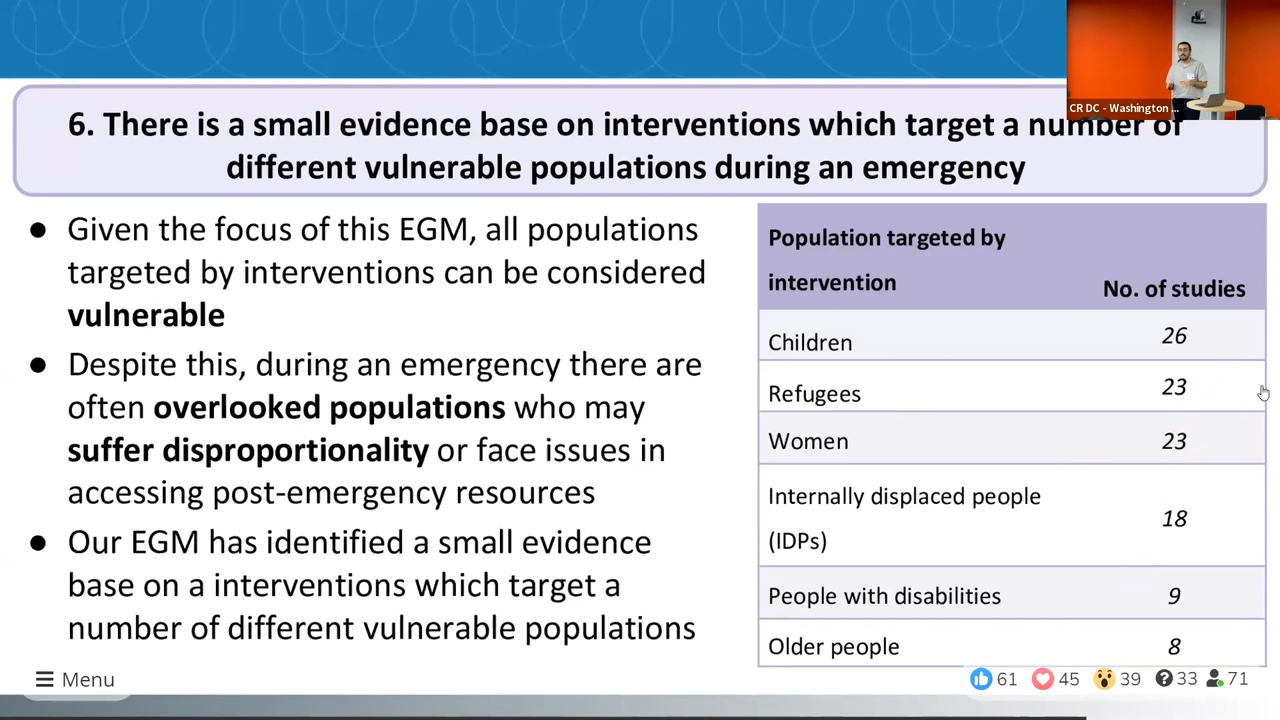 CR DC - Washington ...
6. There is a small evidence base on interventions which target a number of
different vulnerable populations during an emergency
● Given the focus of this EGM, all populations
targeted by interventions can be considered
vulnerable
● Despite this, during an emergency there are
often overlooked populations who may
suffer disproportionality or face issues in
accessing post-emergency resources
● Our EGM has identified a small evidence
base on a interventions which target a
number of different vulnerable populations
Population targeted by
intervention No. of studies
Children 26
Refugees 23
Women 23
Internally displaced people
(IDPs) 18
People with disabilities 9
Older people 8
Menu 61 45 39 33 71